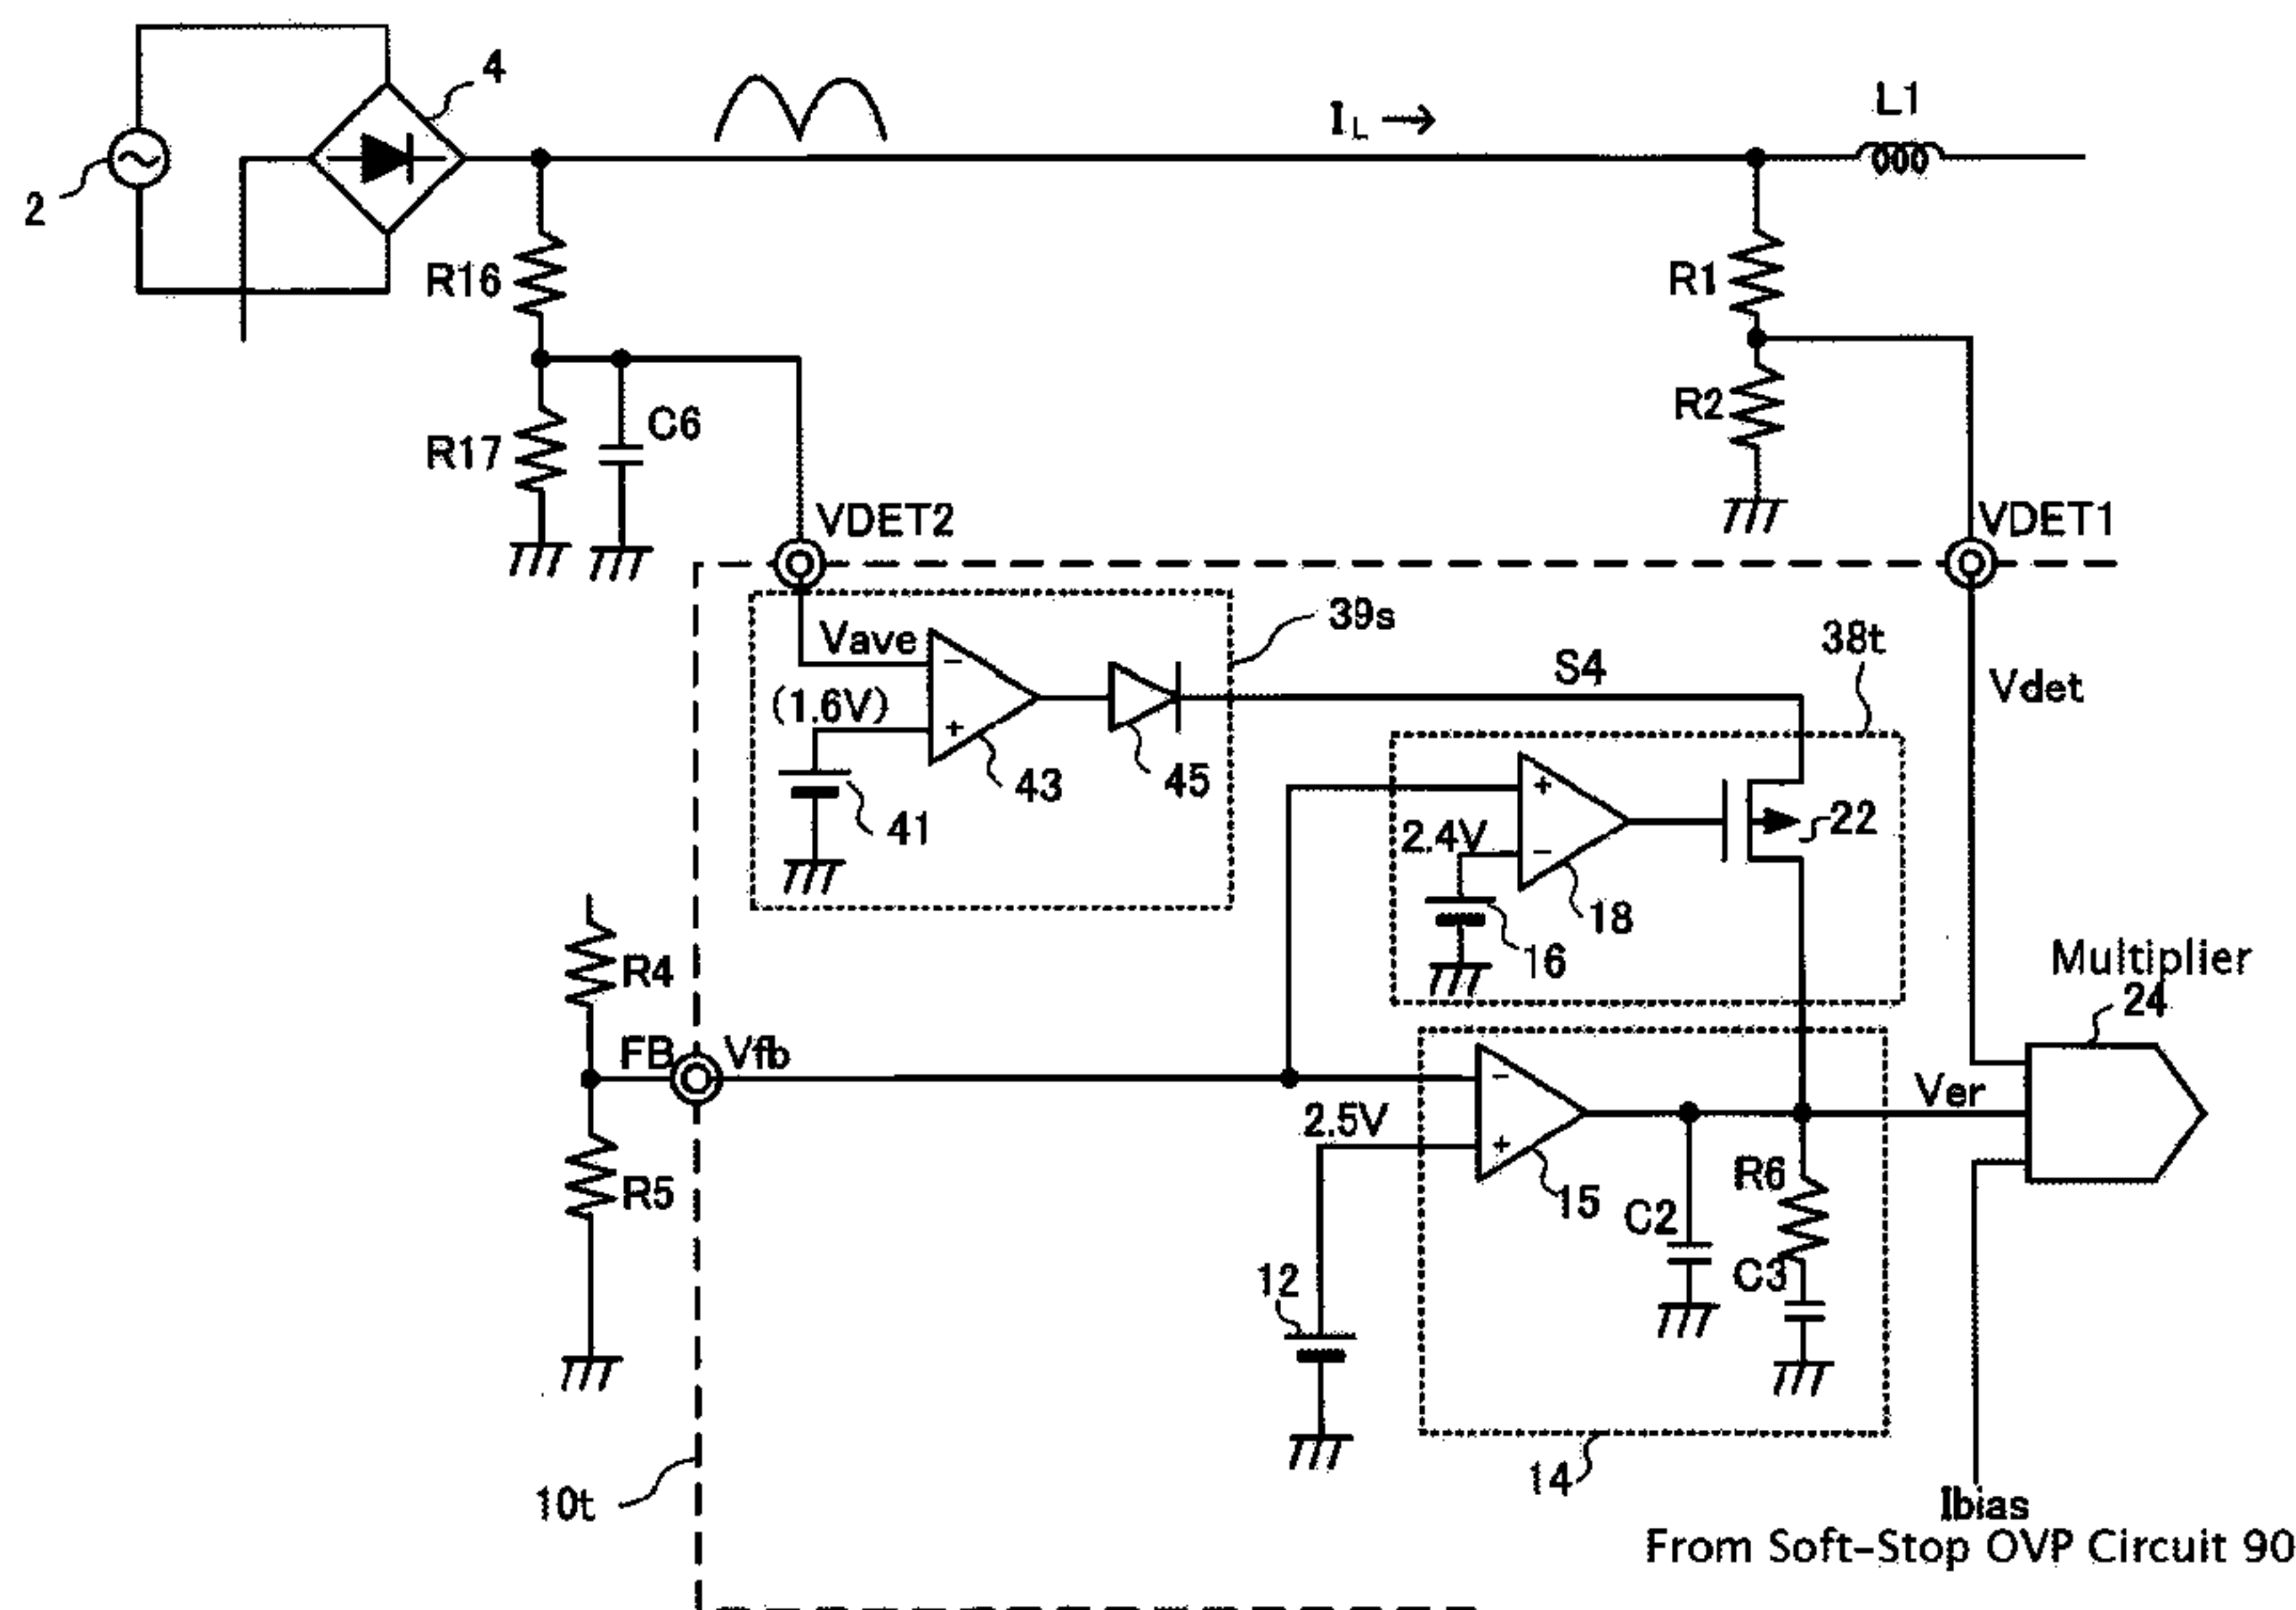 4
2
I_L →
L1
R16
R1
R17
C6
R2
VDET2
VDET1
39s
38t
Vave
−
(1.6V)
+
S4
Vdet
43
45
41
+
2.4V
−
22
18
16
Multiplier
24
R4
FB
Vfb
−
Ver
2.5V
+
R5
15
R6
C2
12
C3
10t
14
Ibias
From Soft-Stop OVP Circuit 90